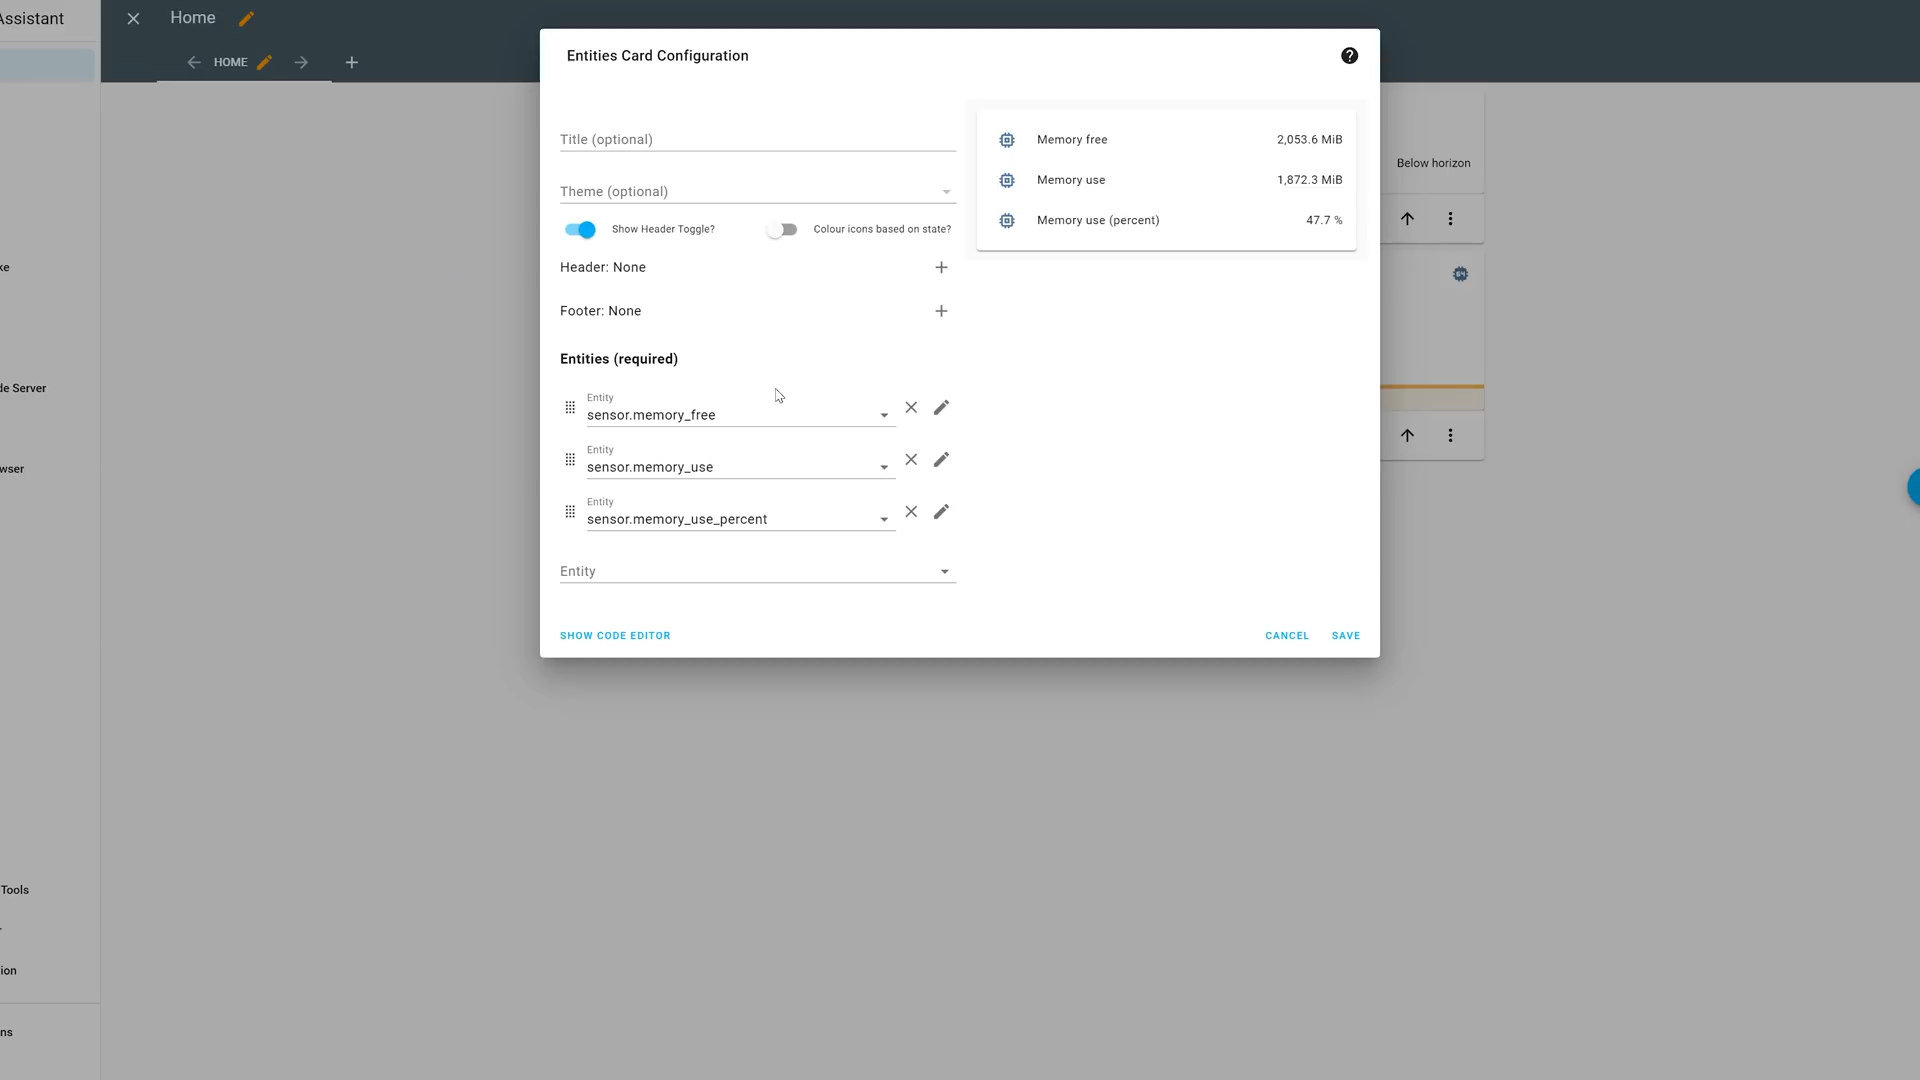 Assistant
Home
HOME
Entities Card Configuration
Title (optional)
Theme (optional)
Show Header Toggle?
Colour icons based on state?
Header: None
Footer: None
Entities (required)
Entity
sensor.memory_free
Entity
sensor.memory_use
Entity
sensor.memory_use_percent
Entity
SHOW CODE EDITOR
CANCEL
SAVE
Memory free 2,053.6 MiB
Memory use 1,872.3 MiB
Memory use (percent) 47.7 %
Below horizon
64
ke
de Server
wser
Tools
ion
ns